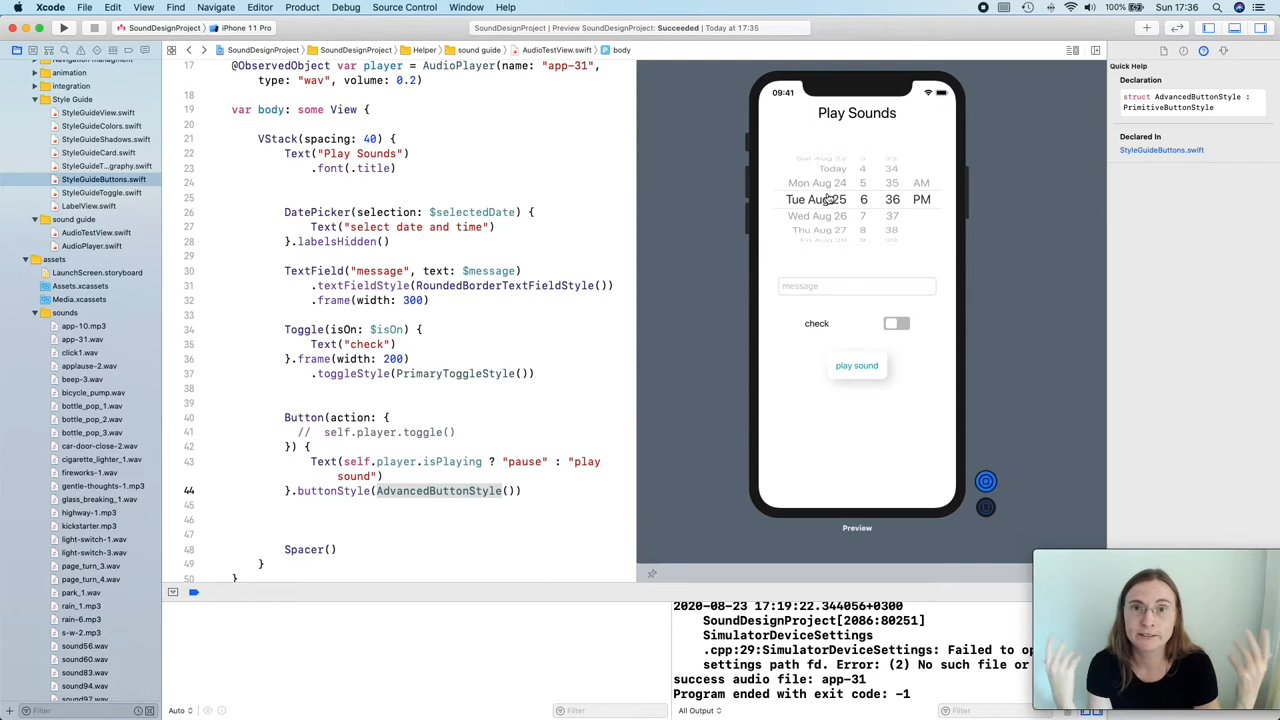 Xcode File Edit View Find Navigate Editor Product Debug Source Control Window Help
100% Sun 17:36
SoundDesignProject iPhone 11 Pro
SoundDesignProject | Preview SoundDesignProject: Succeeded | Today at 17:35
SoundDesignProject SoundDesignProject Helper sound guide AudioTestView.swift body
animation
integration
Style Guide
StyleGuideView.swift
StyleGuideColors.swift
StyleGuideShadows.swift
StyleGuideCard.swift
StyleGuideT...graphy.swift
StyleGuideButtons.swift
StyleGuideToggle.swift
LabelView.swift
sound guide
AudioTestView.swift
AudioPlayer.swift
assets
LaunchScreen.storyboard
Assets.xcassets
Media.xcassets
sounds
app-10.mp3
app-31.wav
click1.wav
applause-2.wav
beep-3.wav
bicycle_pump.wav
bottle_pop_1.wav
bottle_pop_2.wav
bottle_pop_3.wav
car-door-close-2.wav
cigarette_lighter_1.wav
fireworks-1.wav
gentle-thoughts-1.mp3
glass_breaking_1.wav
highway-1.mp3
kickstarter.mp3
light-switch-1.wav
light-switch-3.wav
page_turn_3.wav
page_turn_4.wav
park_1.wav
rain_1.mp3
rain-6.mp3
s-w-2.mp3
sound56.wav
sound60.wav
sound83.wav
sound94.wav
sound97.wav
Filter
17 @ObservedObject var player = AudioPlayer(name: "app-31",
type: "wav", volume: 0.2)
18
19 var body: some View {
20
21 VStack(spacing: 40) {
22 Text("Play Sounds")
23 .font(.title)
24
25
26 DatePicker(selection: $selectedDate) {
27 Text("select date and time")
28 }.labelsHidden()
29
30 TextField("message", text: $message)
31 .textFieldStyle(RoundedBorderTextFieldStyle())
32 .frame(width: 300)
33
34 Toggle(isOn: $isOn) {
35 Text("check")
36 }.frame(width: 200)
37 .toggleStyle(PrimaryToggleStyle())
38
39
40 Button(action: {
41 // self.player.toggle()
42 }) {
43 Text(self.player.isPlaying ? "pause" : "play
sound")
44 }.buttonStyle(AdvancedButtonStyle())
45
46
47
48 Spacer()
49 }
50 }
09:41
Play Sounds
Sat Aug 22 3 33
Today 4 34
Mon Aug 24 5 35 AM
Tue Aug 25 6 36 PM
Wed Aug 26 7 37
Thu Aug 27 8 38
Fri Aug 28 9 39
message
check
play sound
Preview
Quick Help
Declaration
struct AdvancedButtonStyle :
PrimitiveButtonStyle
Declared In
StyleGuideButtons.swift
2020-08-23 17:19:22.344056+0300
SoundDesignProject[2086:80251]
SimulatorDeviceSettings
.cpp:29:SimulatorDeviceSettings: Failed to op
settings path fd. Error: (2) No such file or
success audio file: app-31
Program ended with exit code: -1
Auto
Filter
All Output
Filter